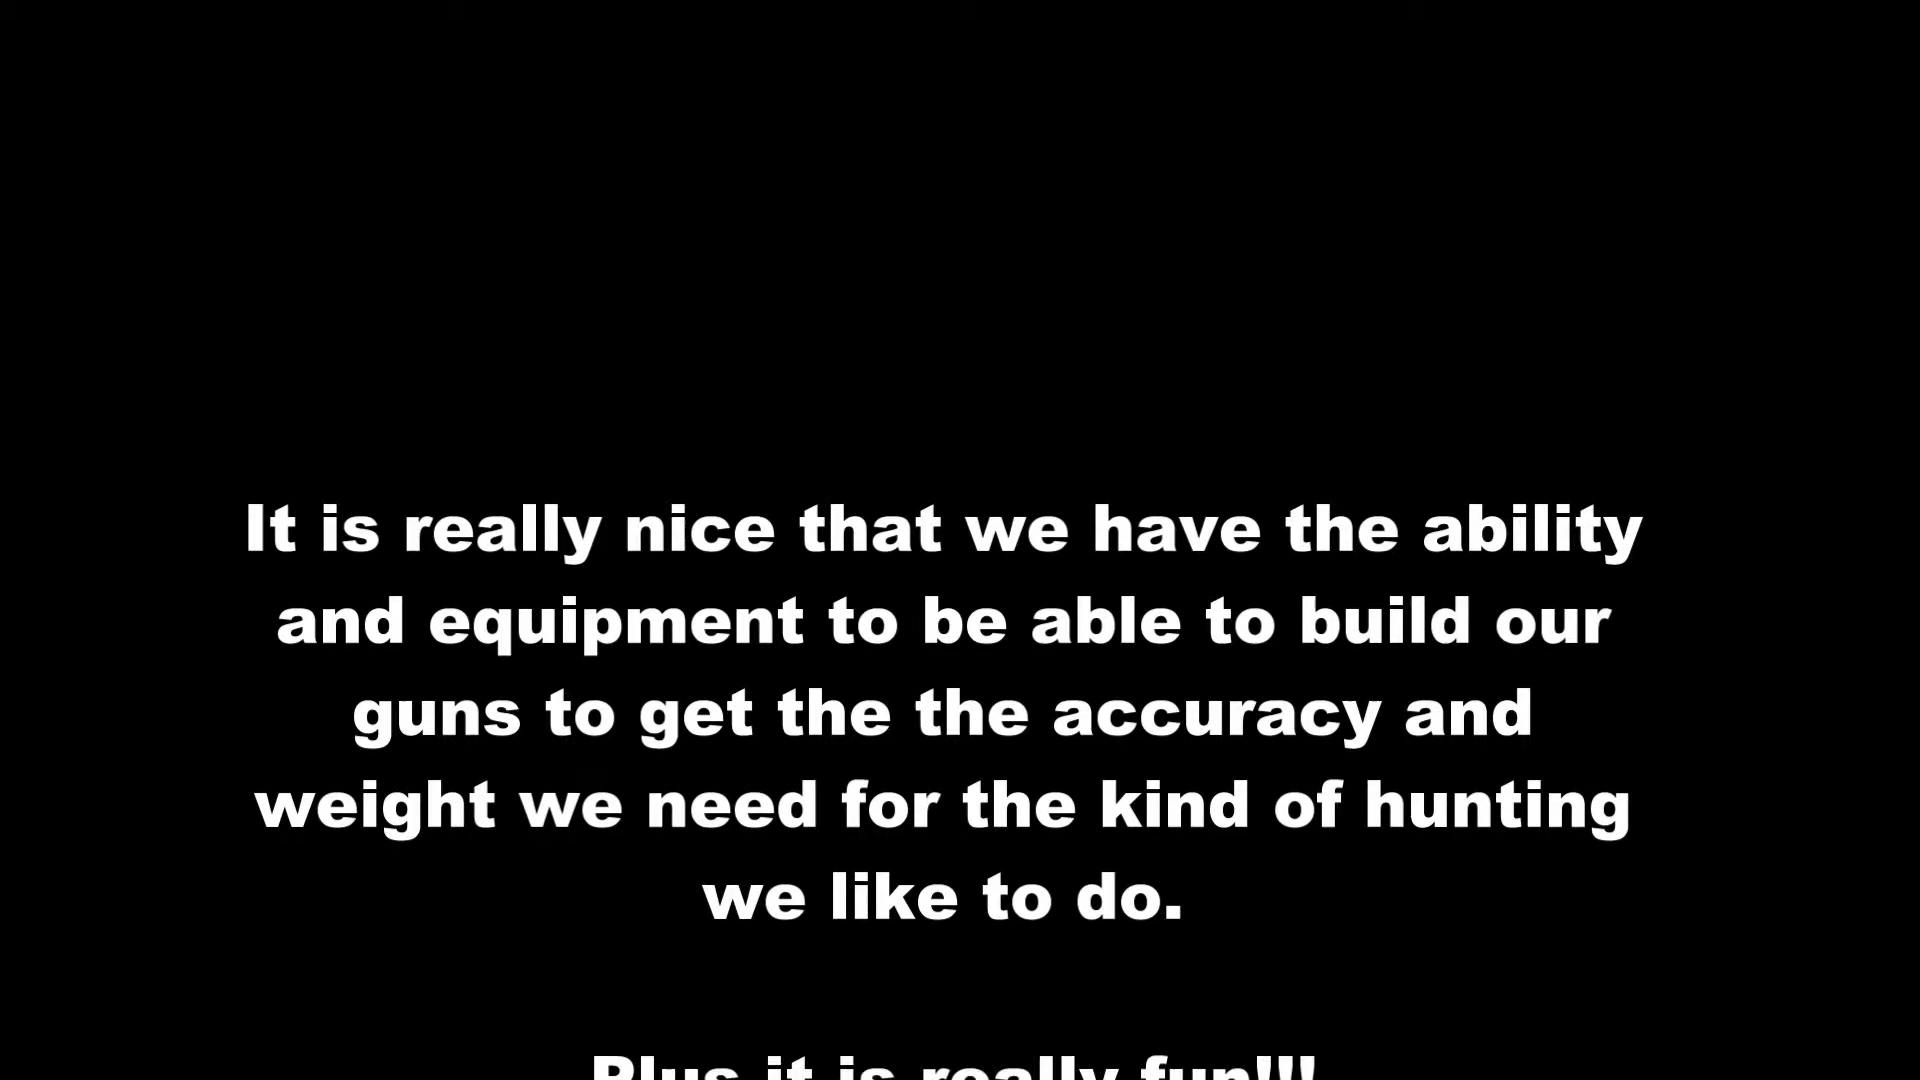 It is really nice that we have the ability
and equipment to be able to build our
guns to get the the accuracy and
weight we need for the kind of hunting
we like to do.
Plus it is really fun!!!